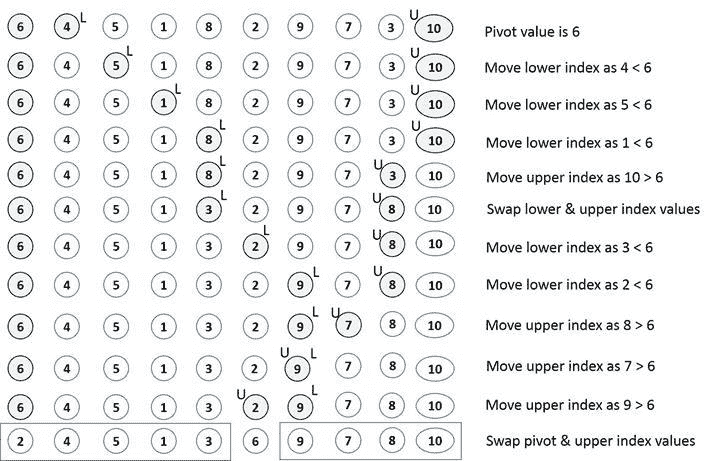 6 4 L 5 1 8 2 9 7 3 U 10 Pivot value is 6
6 4 5 L 1 8 2 9 7 3 U 10 Move lower index as 4 < 6
6 4 5 1 L 8 2 9 7 3 U 10 Move lower index as 5 < 6
6 4 5 1 8 L 2 9 7 3 U 10 Move lower index as 1 < 6
6 4 5 1 8 L 2 9 7 U 3 10 Move upper index as 10 > 6
6 4 5 1 3 L 2 9 7 U 8 10 Swap lower & upper index values
6 4 5 1 3 2 L 9 7 U 8 10 Move lower index as 3 < 6
6 4 5 1 3 2 9 L 7 U 8 10 Move lower index as 2 < 6
6 4 5 1 3 2 9 L U 7 8 10 Move upper index as 8 > 6
6 4 5 1 3 2 U 9 L 7 8 10 Move upper index as 7 > 6
6 4 5 1 3 U 2 9 L 7 8 10 Move upper index as 9 > 6
2 4 5 1 3 6 9 7 8 10 Swap pivot & upper index values